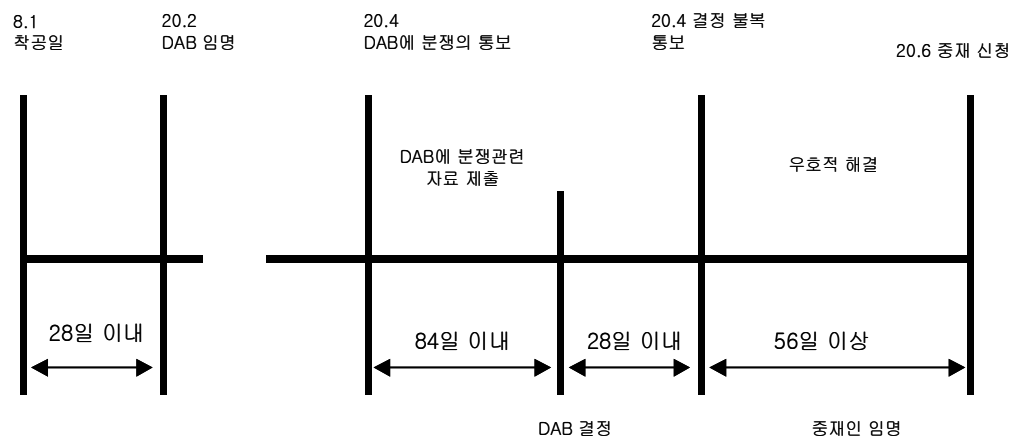 8.1
착공일
20.2
DAB 임명
20.4
DAB에 분쟁의 통보
20.4 결정 불복
통보
20.6 중재 신청
DAB에 분쟁관련
자료 제출
우호적 해결
28일 이내
84일 이내
28일 이내
56일 이상
DAB 결정
중재인 임명